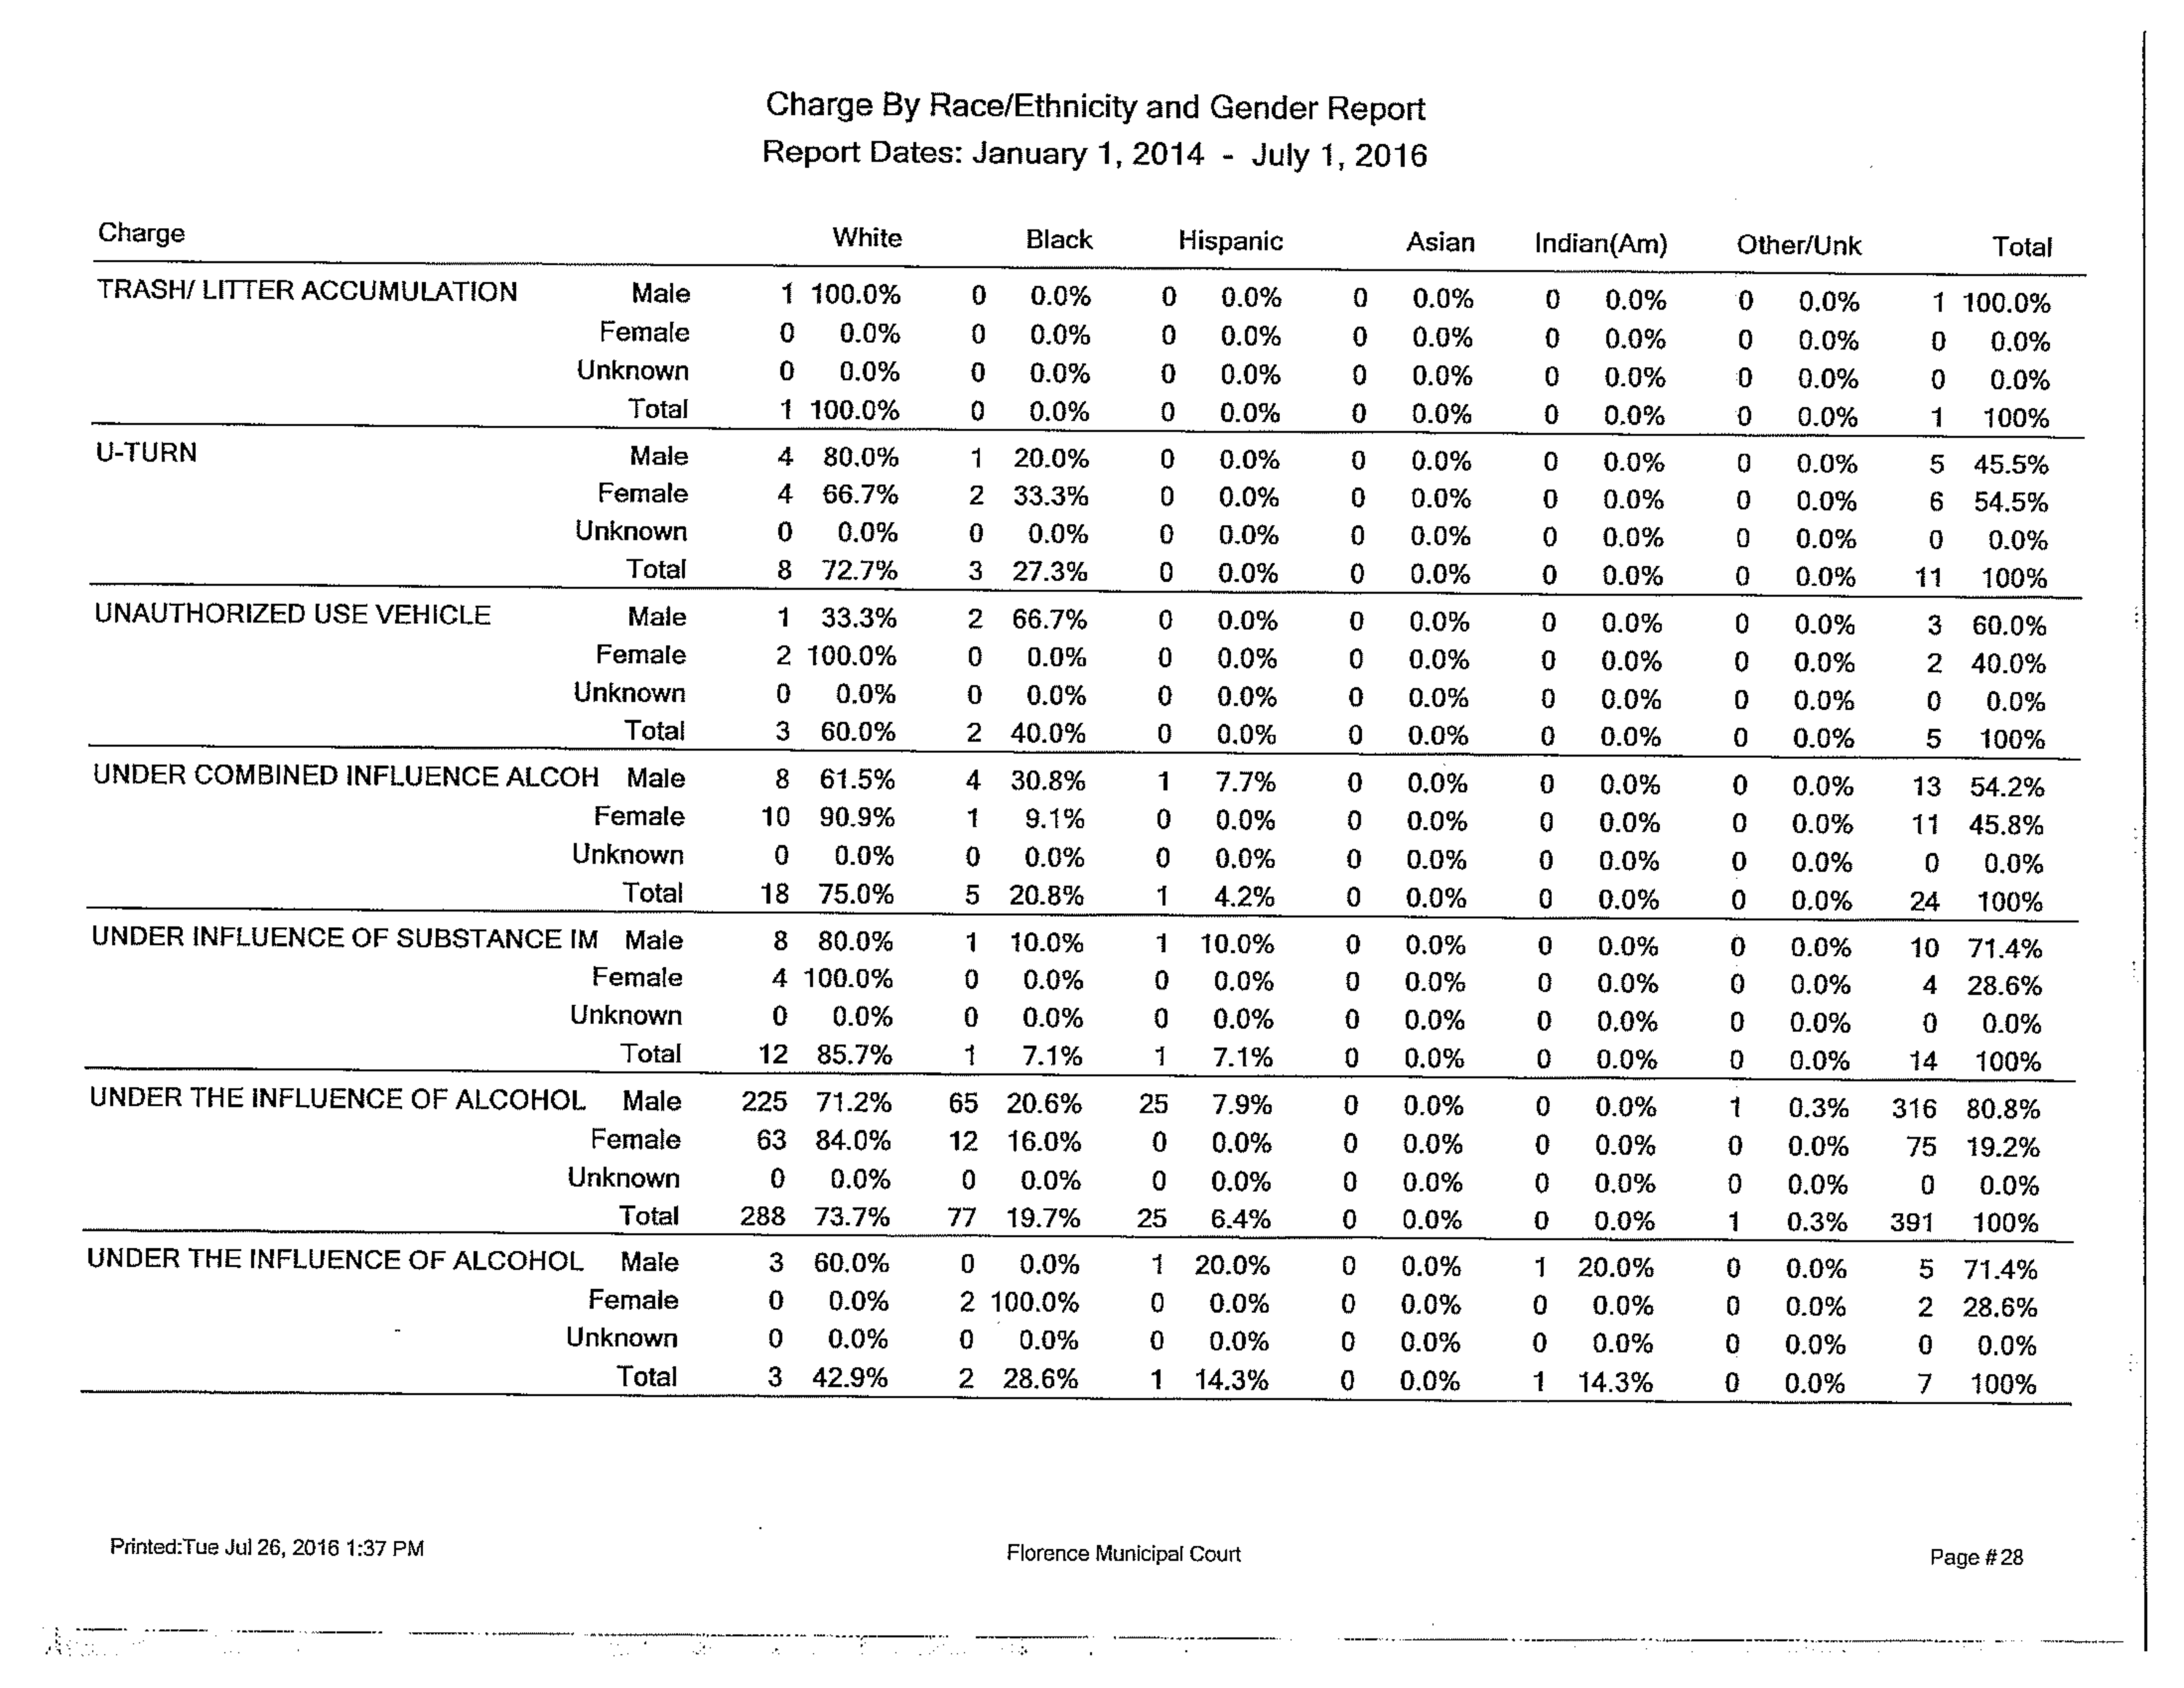 Charge By Race/Ethnicity and Gender Report
Report Dates: January 1, 2014 - July 1, 2016
Charge White Black Hispanic Asian Indian(Am) Other/Unk Total
TRASH/ LITTER ACCUMULATION Male 1 100.0% 0 0.0% 0 0.0% 0 0.0% 0 0.0% 0 0.0% 1 100.0%
Female 0 0.0% 0 0.0% 0 0.0% 0 0.0% 0 0.0% 0 0.0% 0 0.0%
Unknown 0 0.0% 0 0.0% 0 0.0% 0 0.0% 0 0.0% 0 0.0% 0 0.0%
Total 1 100.0% 0 0.0% 0 0.0% 0 0.0% 0 0.0% 0 0.0% 1 100%
U-TURN Male 4 80.0% 1 20.0% 0 0.0% 0 0.0% 0 0.0% 0 0.0% 5 45.5%
Female 4 66.7% 2 33.3% 0 0.0% 0 0.0% 0 0.0% 0 0.0% 6 54.5%
Unknown 0 0.0% 0 0.0% 0 0.0% 0 0.0% 0 0.0% 0 0.0% 0 0.0%
Total 8 72.7% 3 27.3% 0 0.0% 0 0.0% 0 0.0% 0 0.0% 11 100%
UNAUTHORIZED USE VEHICLE Male 1 33.3% 2 66.7% 0 0.0% 0 0.0% 0 0.0% 0 0.0% 3 60.0%
Female 2 100.0% 0 0.0% 0 0.0% 0 0.0% 0 0.0% 0 0.0% 2 40.0%
Unknown 0 0.0% 0 0.0% 0 0.0% 0 0.0% 0 0.0% 0 0.0% 0 0.0%
Total 3 60.0% 2 40.0% 0 0.0% 0 0.0% 0 0.0% 0 0.0% 5 100%
UNDER COMBINED INFLUENCE ALCOH Male 8 61.5% 4 30.8% 1 7.7% 0 0.0% 0 0.0% 0 0.0% 13 54.2%
Female 10 90.9% 1 9.1% 0 0.0% 0 0.0% 0 0.0% 0 0.0% 11 45.8%
Unknown 0 0.0% 0 0.0% 0 0.0% 0 0.0% 0 0.0% 0 0.0% 0 0.0%
Total 18 75.0% 5 20.8% 1 4.2% 0 0.0% 0 0.0% 0 0.0% 24 100%
UNDER INFLUENCE OF SUBSTANCE IM Male 8 80.0% 1 10.0% 1 10.0% 0 0.0% 0 0.0% 0 0.0% 10 71.4%
Female 4 100.0% 0 0.0% 0 0.0% 0 0.0% 0 0.0% 0 0.0% 4 28.6%
Unknown 0 0.0% 0 0.0% 0 0.0% 0 0.0% 0 0.0% 0 0.0% 0 0.0%
Total 12 85.7% 1 7.1% 1 7.1% 0 0.0% 0 0.0% 0 0.0% 14 100%
UNDER THE INFLUENCE OF ALCOHOL Male 225 71.2% 65 20.6% 25 7.9% 0 0.0% 0 0.0% 1 0.3% 316 80.8%
Female 63 84.0% 12 16.0% 0 0.0% 0 0.0% 0 0.0% 0 0.0% 75 19.2%
Unknown 0 0.0% 0 0.0% 0 0.0% 0 0.0% 0 0.0% 0 0.0% 0 0.0%
Total 288 73.7% 77 19.7% 25 6.4% 0 0.0% 0 0.0% 1 0.3% 391 100%
UNDER THE INFLUENCE OF ALCOHOL Male 3 60.0% 0 0.0% 1 20.0% 0 0.0% 1 20.0% 0 0.0% 5 71.4%
Female 0 0.0% 2 100.0% 0 0.0% 0 0.0% 0 0.0% 0 0.0% 2 28.6%
Unknown 0 0.0% 0 0.0% 0 0.0% 0 0.0% 0 0.0% 0 0.0% 0 0.0%
Total 3 42.9% 2 28.6% 1 14.3% 0 0.0% 1 14.3% 0 0.0% 7 100%
Printed:Tue Jul 26, 2016 1:37 PM Florence Municipal Court Page # 28